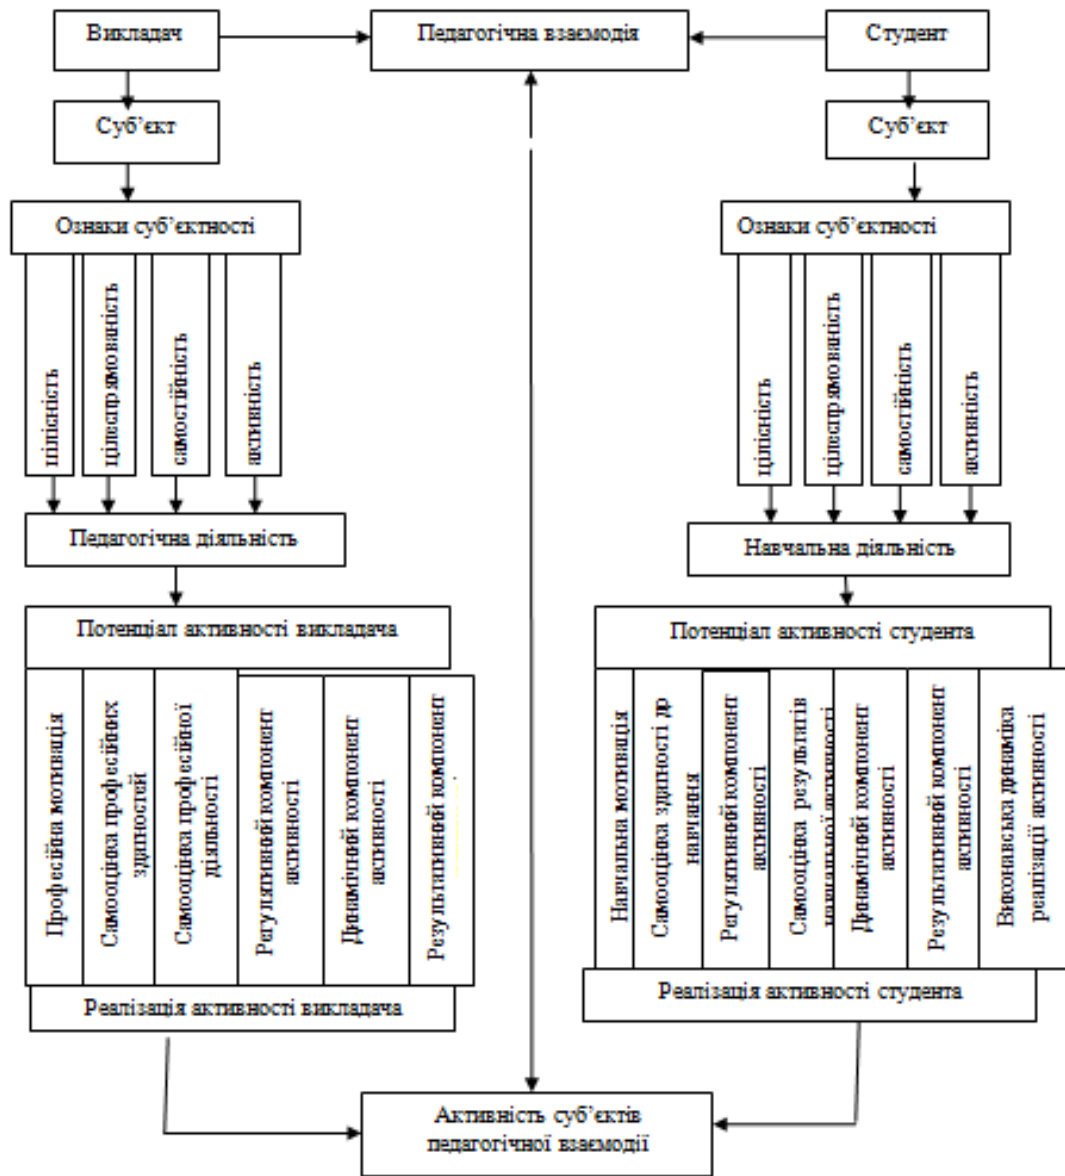 Викладач
Педагогічна взаємодія
Студент
Суб’єкт
Суб’єкт
Ознаки суб’єктності
Ознаки суб’єктності
цілісність
цілеспрямованість
самостійність
активність
цілісність
цілеспрямованість
самостійність
активність
Педагогічна діяльність
Навчальна діяльність
Потенціал активності викладача
Потенціал активності студента
Професійна мотивація
Самооцінка професійних
здатностей
Самооцінка професійної
діяльності
Регулятивний компонент
активності
Динамічний компонент
активності
Результативний компонент
Навчальна мотивація
Самооцінка здатності до
навчання
Регулятивний компонент
активності
Самооцінка результатів
навчальної активності
Динамічний компонент
активності
Результативний компонент
активності
Виконавська динаміка
реалізації активності
Реалізація активності викладача
Реалізація активності студента
Активність суб’єктів
педагогічної взаємодії